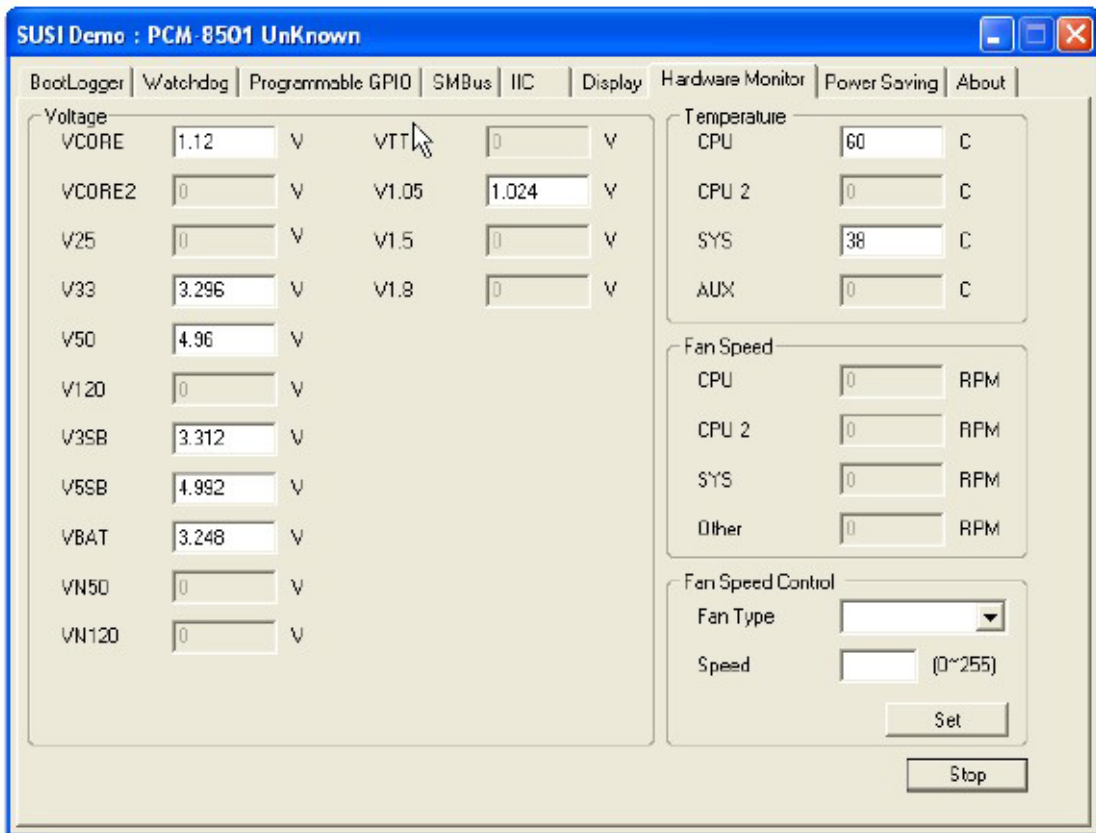 SUSI Demo : PCM-8501 UnKnown
BootLogger Watchdog Programmable GPIO SMBus IIC Display Hardware Monitor Power Saving About
Voltage
VCORE 1.12 V VTT 0 V
VCORE2 0 V V1.05 1.024 V
V25 0 V V1.5 0 V
V33 3.296 V V1.8 0 V
V50 4.96 V
V120 0 V
V3SB 3.312 V
V5SB 4.992 V
VBAT 3.248 V
VN50 0 V
VN120 0 V
Temperature
CPU 60 C
CPU 2 0 C
SYS 38 C
AUX 0 C
Fan Speed
CPU 0 RPM
CPU 2 0 RPM
SYS 0 RPM
Other 0 RPM
Fan Speed Control
Fan Type
Speed (0~255)
Set
Stop